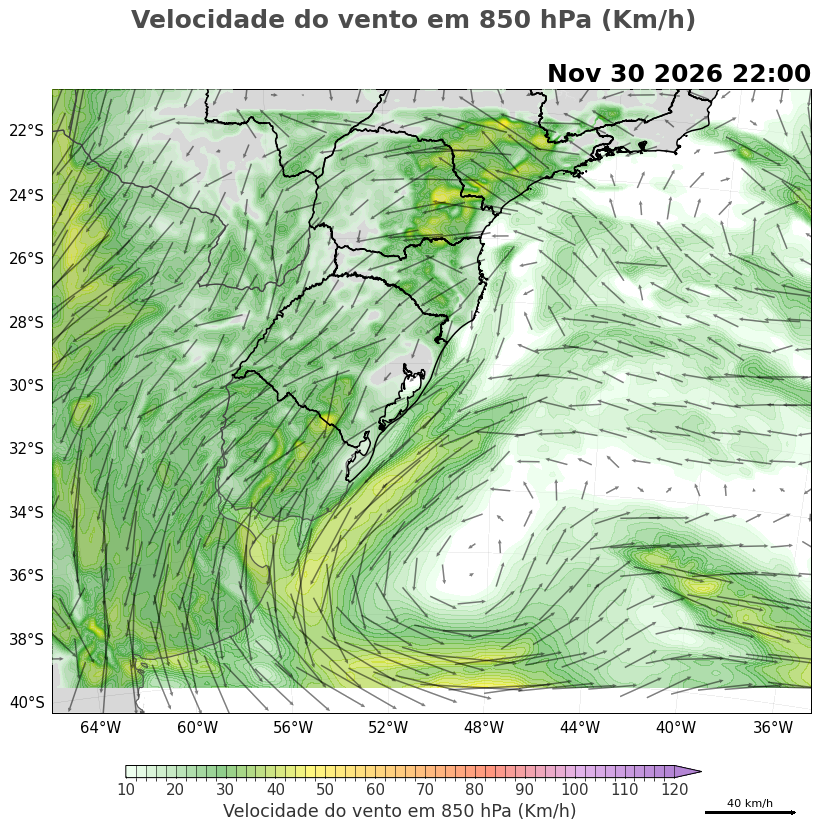 Velocidade do vento em 850 hPa (Km/h)
Nov 30 2026 22:00
22°S
24°S
26°S
28°S
30°S
32°S
34°S
36°S
38°S
40°S
64°W 60°W 56°W 52°W 48°W 44°W 40°W 36°W
10 20 30 40 50 60 70 80 90 100 110 120
Velocidade do vento em 850 hPa (Km/h)
40 km/h